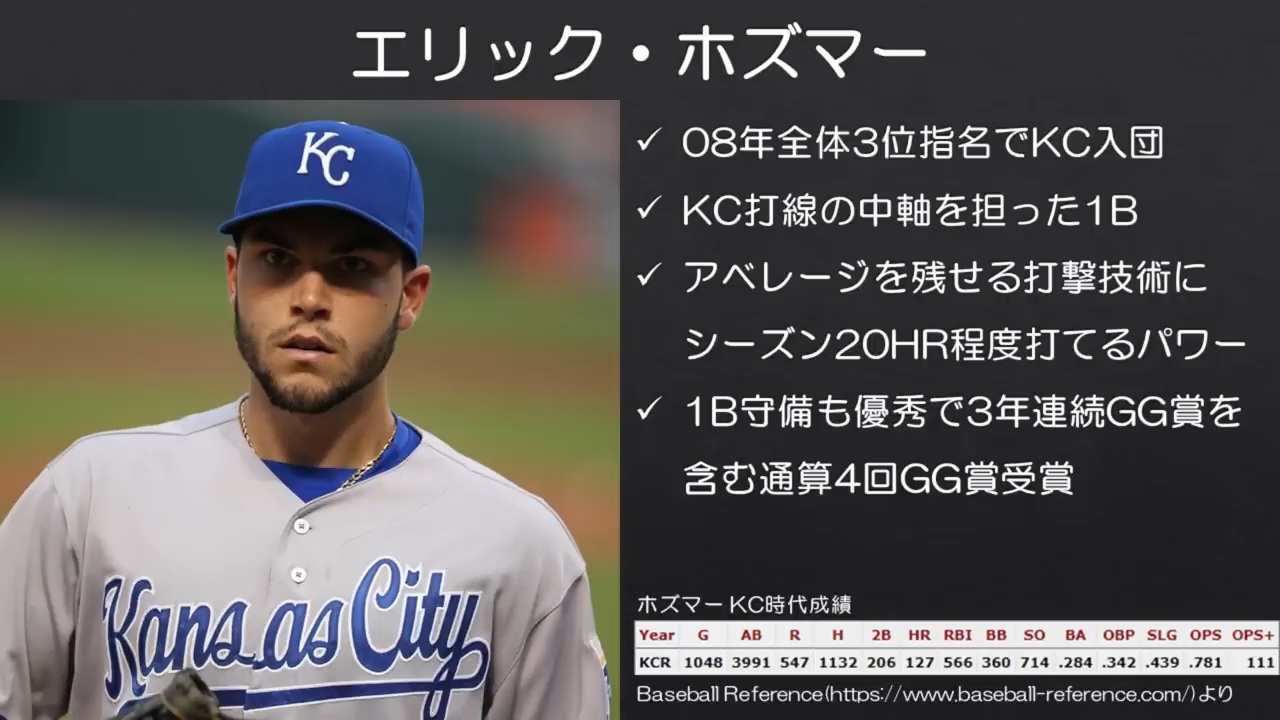 エリック・ホズマー
KC
Kansas City
✓ 08年全体3位指名でKC入団
✓ KC打線の中軸を担った1B
✓ アベレージを残せる打撃技術に
シーズン20HR程度打てるパワー
✓ 1B守備も優秀で3年連続GG賞を
含む通算4回GG賞受賞
ホズマー KC時代成績
Year G AB R H 2B HR RBI BB SO BA OBP SLG OPS OPS+
KCR 1048 3991 547 1132 206 127 566 360 714 .284 .342 .439 .781 111
Baseball Reference(https://www.baseball-reference.com/)より